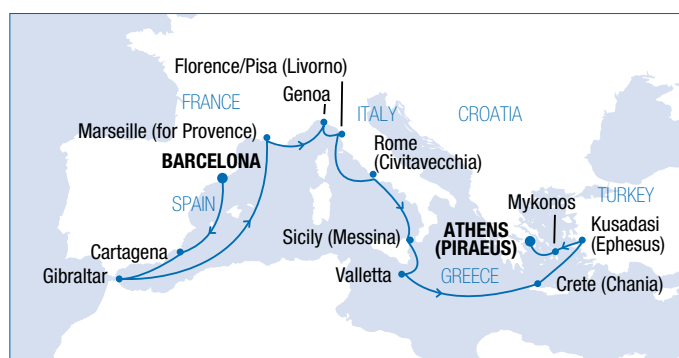 Florence/Pisa (Livorno)
FRANCE
Genoa
ITALY
CROATIA
Marseille (for Provence)
Rome
(Civitavecchia)
BARCELONA
SPAIN
Mykonos
TURKEY
Cartagena
Sicily (Messina)
ATHENS
(PIRAEUS)
Kusadasi
(Ephesus)
Gibraltar
Valletta
GREECE
Crete (Chania)